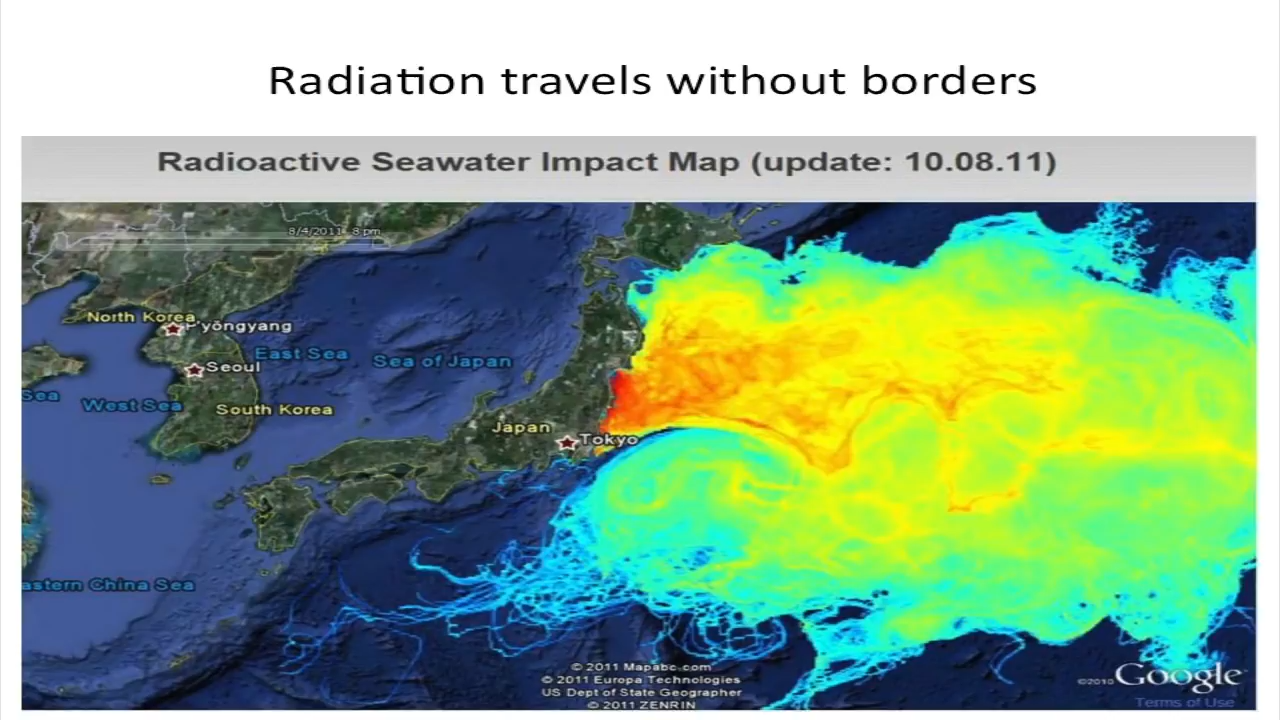 Radiation travels without borders
Radioactive Seawater Impact Map (update: 10.08.11)
8/4/2011 8 pm
North Korea
P'yŏngyang
East Sea
Sea of Japan
Seoul
Sea
West Sea
South Korea
Japan
Tokyo
astern China Sea
© 2011 Mapabc.com
© 2011 Europa Technologies
US Dept of State Geographer
© 2011 ZENRIN
©2010 Google
Terms of Use